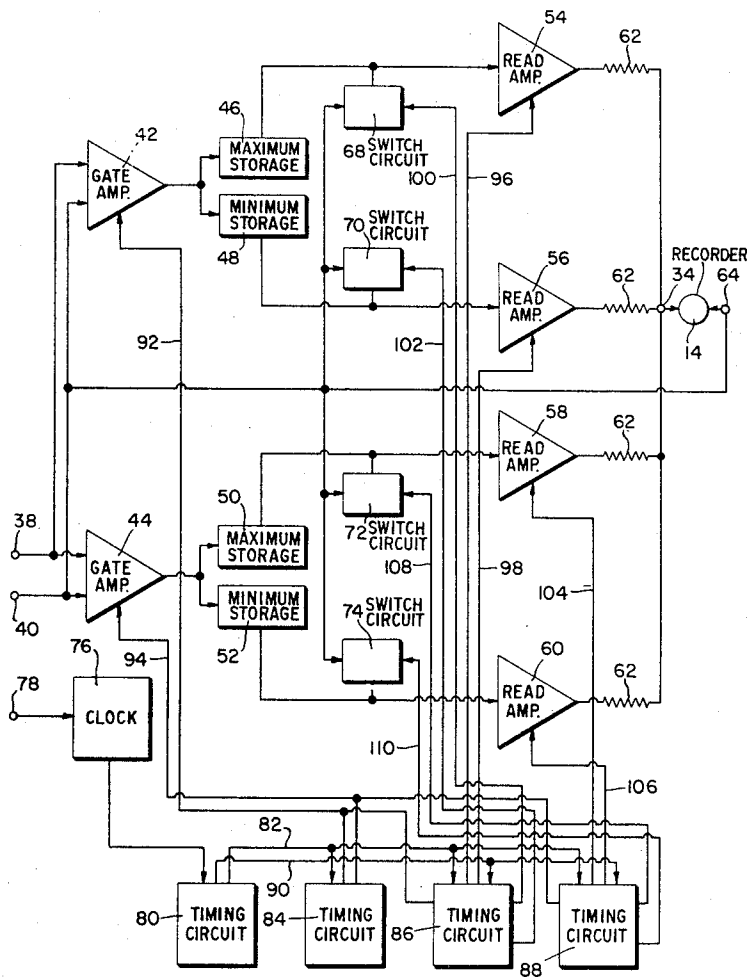 54
READ
AMP.
62
46
MAXIMUM
STORAGE
68
SWITCH
CIRCUIT
100
96
42
GATE
AMP.
MINIMUM
STORAGE
48
SWITCH
CIRCUIT
70
56
READ
AMP.
62
34
RECORDER
64
14
92
102
58
READ
AMP.
62
38
44
GATE
AMP.
50
MAXIMUM
STORAGE
72
SWITCH
CIRCUIT
108
98
104
40
MINIMUM
STORAGE
52
SWITCH
CIRCUIT
74
94
76
CLOCK
78
60
READ
AMP.
62
110
106
82
90
80
TIMING
CIRCUIT
84
TIMING
CIRCUIT
86
TIMING
CIRCUIT
88
TIMING
CIRCUIT